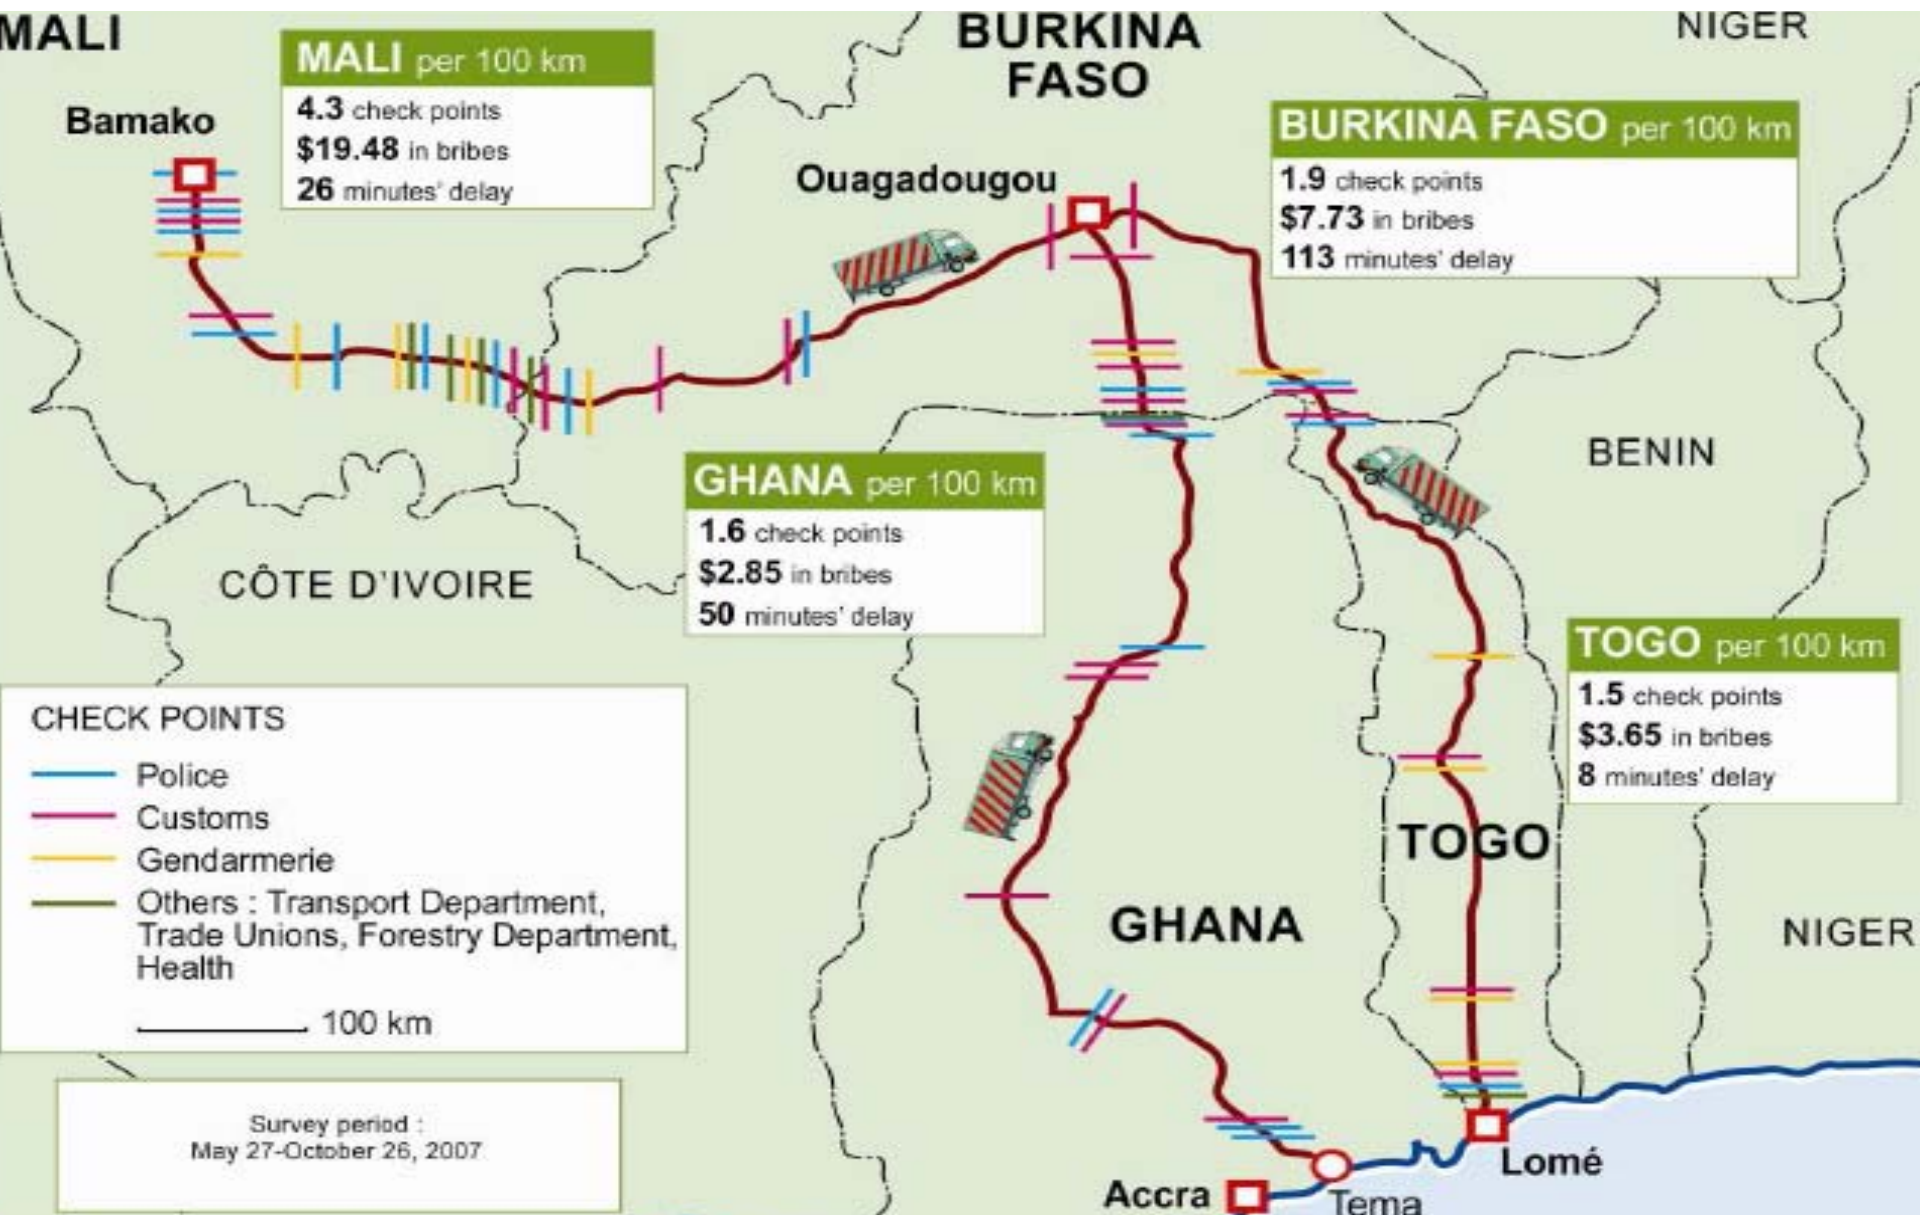 MALI
BURKINA
FASO
NIGER
MALI per 100 km
4.3 check points
$19.48 in bribes
26 minutes' delay
Bamako
Ouagadougou
BURKINA FASO per 100 km
1.9 check points
$7.73 in bribes
113 minutes' delay
BENIN
GHANA per 100 km
1.6 check points
$2.85 in bribes
50 minutes' delay
CÔTE D'IVOIRE
TOGO per 100 km
1.5 check points
$3.65 in bribes
8 minutes' delay
CHECK POINTS
Police
Customs
Gendarmerie
Others : Transport Department,
Trade Unions, Forestry Department,
Health
100 km
TOGO
GHANA
NIGER
Survey period :
May 27-October 26, 2007
Lomé
Accra
Tema